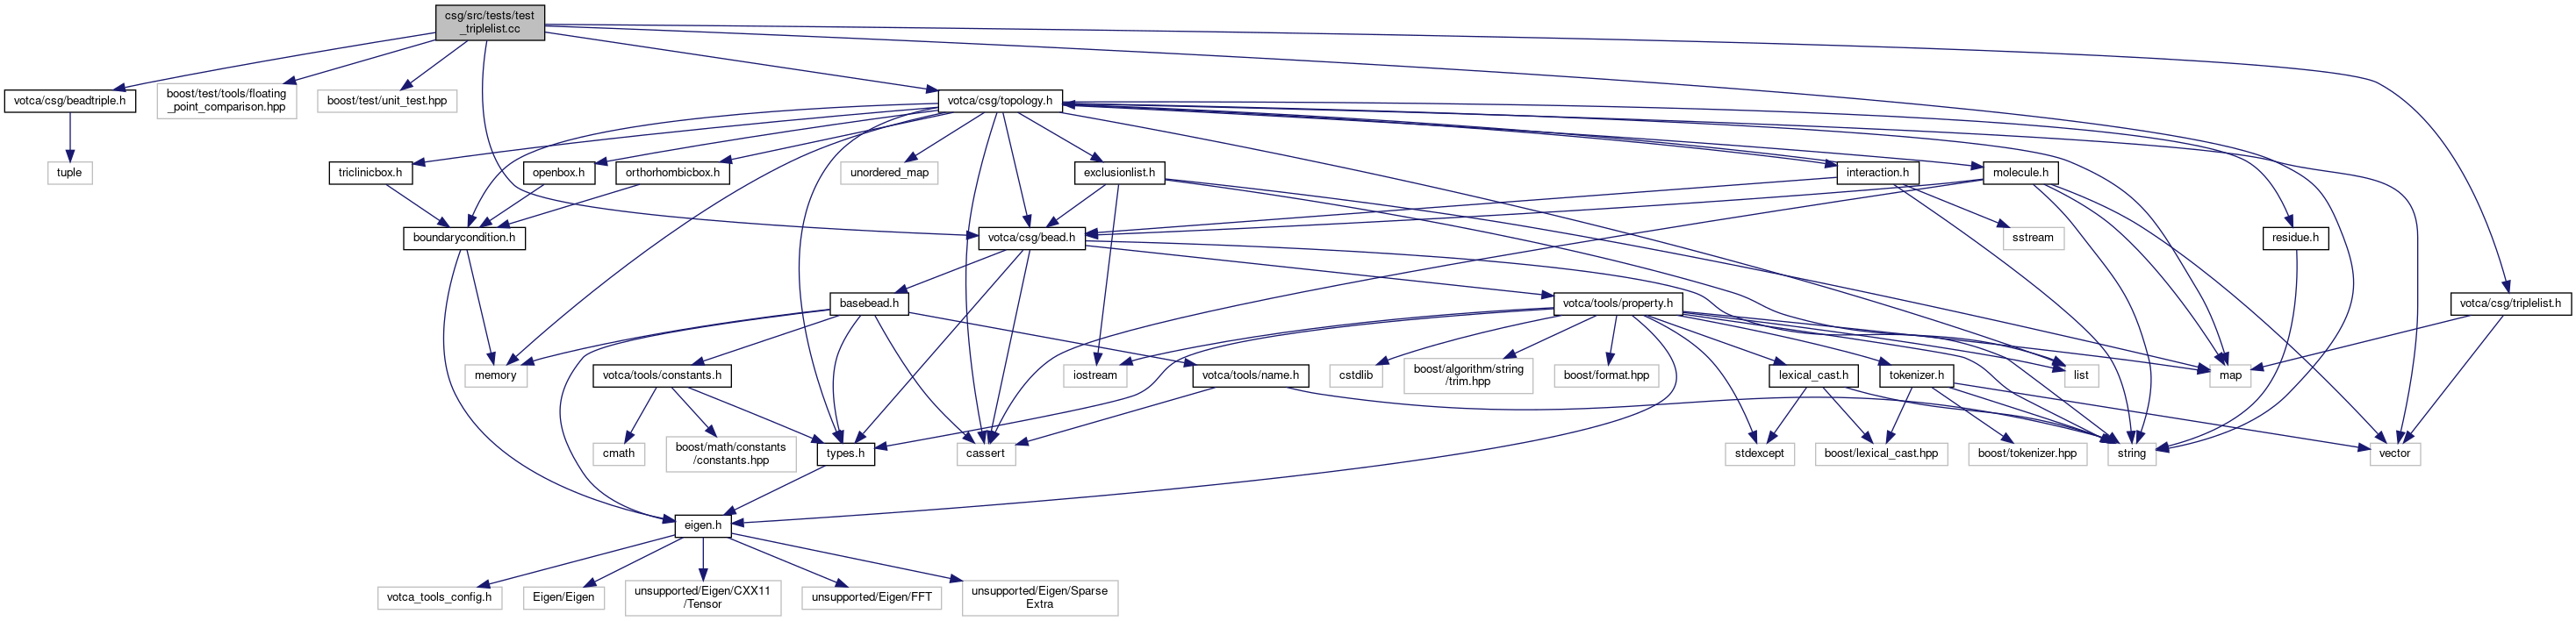 csg/src/tests/test
_triplelist.cc
votca/csg/beadtriple.h
boost/test/tools/floating
_point_comparison.hpp
boost/test/unit_test.hpp
votca/csg/topology.h
tuple
triclinicbox.h
openbox.h
orthorhombicbox.h
unordered_map
exclusionlist.h
interaction.h
molecule.h
boundarycondition.h
votca/csg/bead.h
sstream
residue.h
basebead.h
votca/tools/property.h
votca/csg/triplelist.h
memory
votca/tools/constants.h
iostream
votca/tools/name.h
cstdlib
boost/algorithm/string
/trim.hpp
boost/format.hpp
lexical_cast.h
tokenizer.h
list
map
cmath
boost/math/constants
/constants.hpp
types.h
cassert
stdexcept
boost/lexical_cast.hpp
boost/tokenizer.hpp
string
vector
eigen.h
votca_tools_config.h
Eigen/Eigen
unsupported/Eigen/CXX11
/Tensor
unsupported/Eigen/FFT
unsupported/Eigen/Sparse
Extra